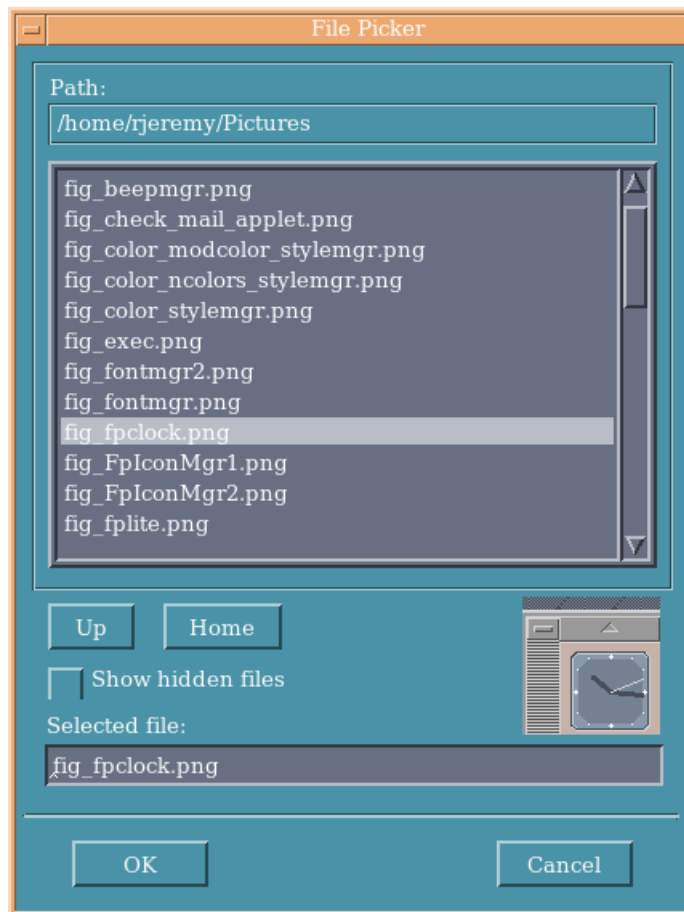 File Picker
Path:
/home/rjeremy/Pictures
fig_beepmgr.png
fig_check_mail_applet.png
fig_color_modcolor_stylemgr.png
fig_color_ncolors_stylemgr.png
fig_color_stylemgr.png
fig_exec.png
fig_fontmgr2.png
fig_fontmgr.png
fig_fpclock.png
fig_FpIconMgr1.png
fig_FpIconMgr2.png
fig_fplite.png
Up Home
Show hidden files
Selected file:
fig_fpclock.png
OK Cancel